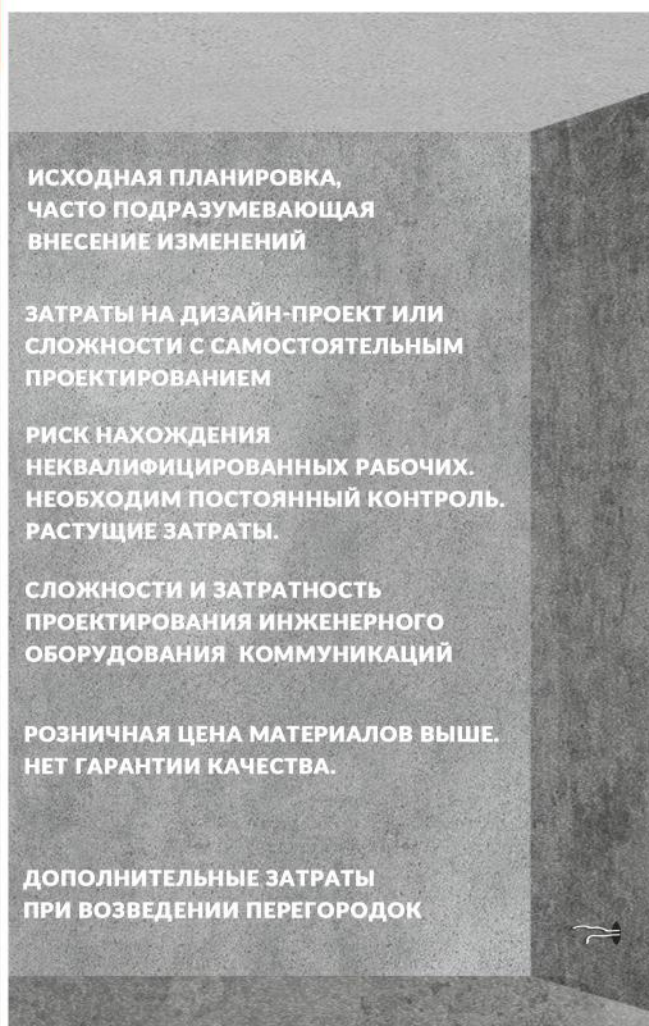 ИСХОДНАЯ ПЛАНИРОВКА,
ЧАСТО ПОДРАЗУМЕВАЮЩАЯ
ВНЕСЕНИЕ ИЗМЕНЕНИЙ
ЗАТРАТЫ НА ДИЗАЙН-ПРОЕКТ ИЛИ
СЛОЖНОСТИ С САМОСТОЯТЕЛЬНЫМ
ПРОЕКТИРОВАНИЕМ
РИСК НАХОЖДЕНИЯ
НЕКВАЛИФИЦИРОВАННЫХ РАБОЧИХ.
НЕОБХОДИМ ПОСТОЯННЫЙ КОНТРОЛЬ.
РАСТУЩИЕ ЗАТРАТЫ.
СЛОЖНОСТИ И ЗАТРАТНОСТЬ
ПРОЕКТИРОВАНИЯ ИНЖЕНЕРНОГО
ОБОРУДОВАНИЯ КОММУНИКАЦИЙ
РОЗНИЧНАЯ ЦЕНА МАТЕРИАЛОВ ВЫШЕ.
НЕТ ГАРАНТИИ КАЧЕСТВА.
ДОПОЛНИТЕЛЬНЫЕ ЗАТРАТЫ
ПРИ ВОЗВЕДЕНИИ ПЕРЕГОРОДОК